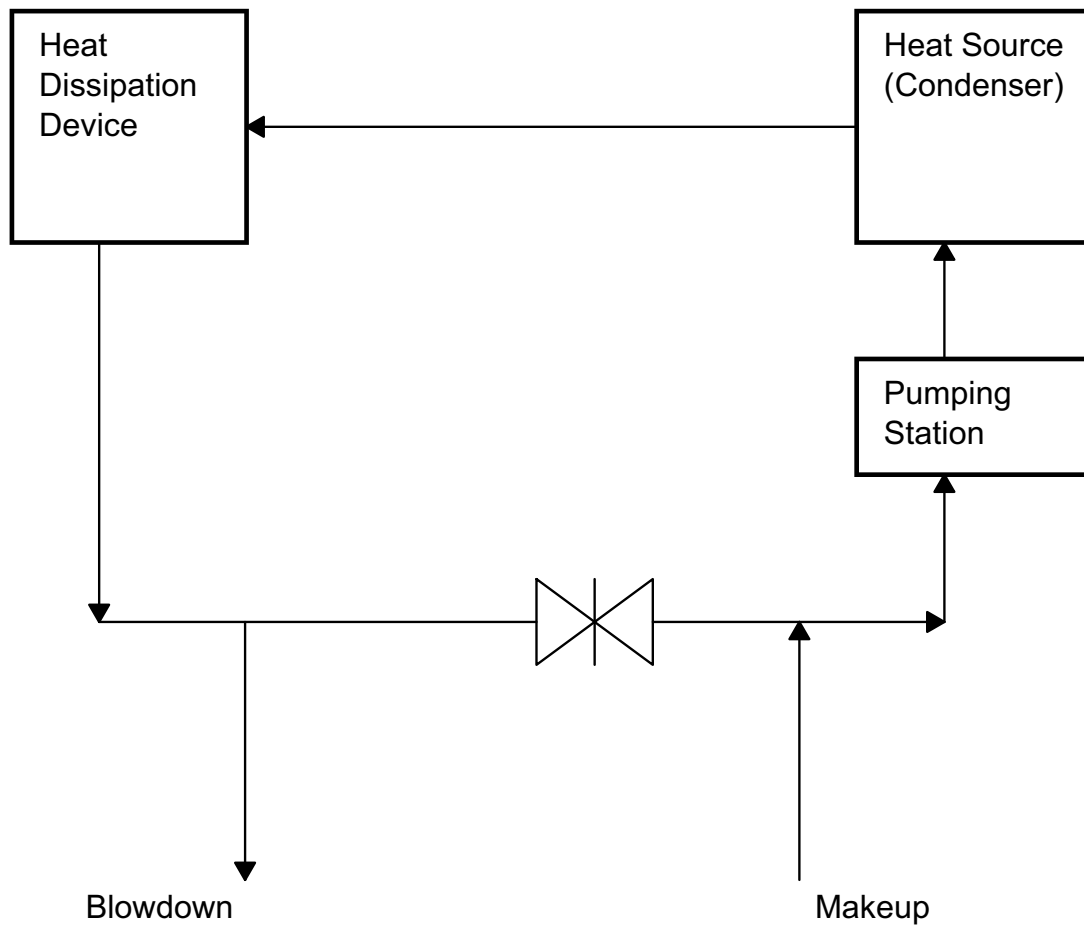 Heat
Dissipation
Device
Heat Source
(Condenser)
Pumping
Station
Blowdown
Makeup